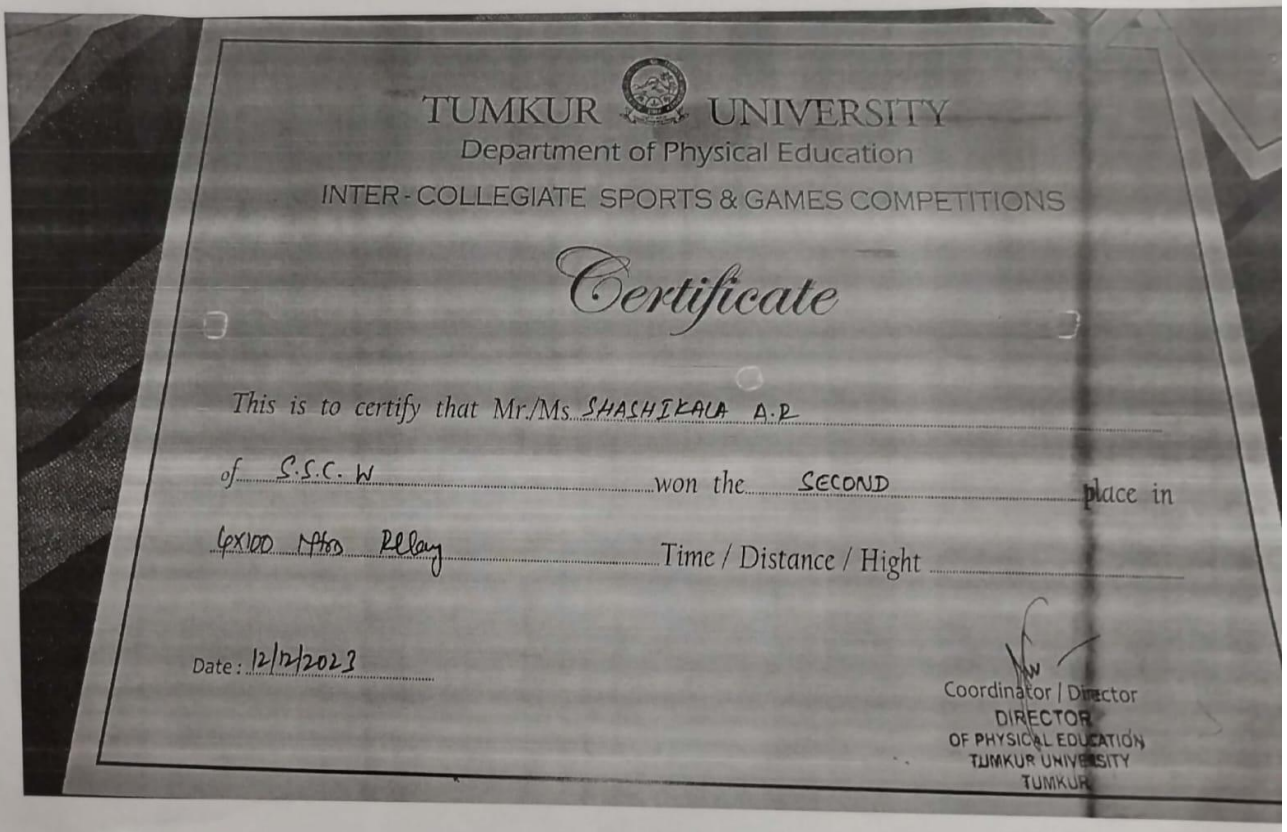 TUMKUR UNIVERSITY
Department of Physical Education
INTER-COLLEGIATE SPORTS & GAMES COMPETITIONS
Certificate
This is to certify that Mr./Ms. SHASHIKALA A.R
of S.S.C.W won the SECOND place in
4x100 Relay Time / Distance / Hight
Date: 12/12/2023
Coordinator / Director
DIRECTOR
OF PHYSICAL EDUCATION
TUMKUR UNIVERSITY
TUMKUR